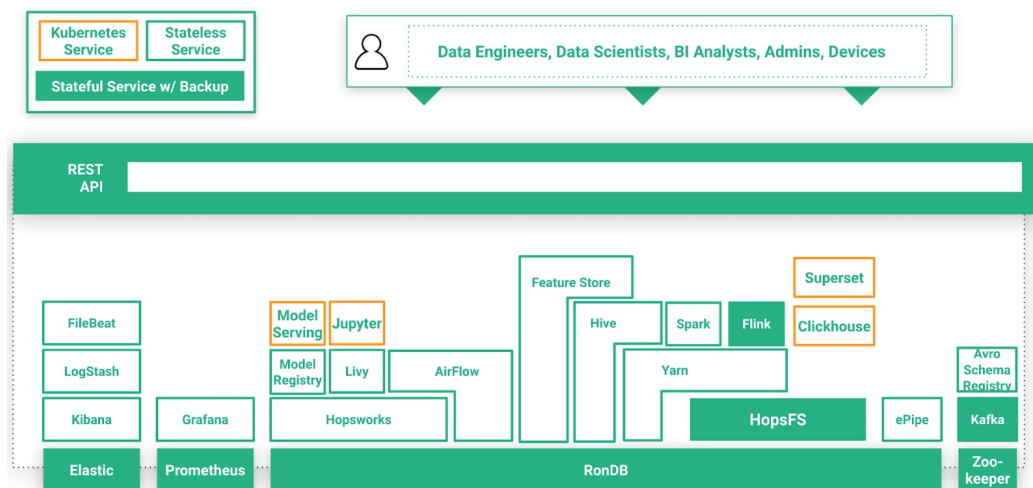 Kubernetes
Service
Stateless
Service
Stateful Service w/ Backup
Data Engineers, Data Scientists, BI Analysts, Admins, Devices
REST
API
Feature Store
Superset
FileBeat
Model
Serving
Jupyter
Hive
Spark
Flink
Clickhouse
LogStash
Model
Registry
Livy
AirFlow
Yarn
Avro
Schema
Registry
Kibana
Grafana
Hopsworks
HopsFS
ePipe
Kafka
Elastic
Prometheus
RonDB
Zoo-
keeper